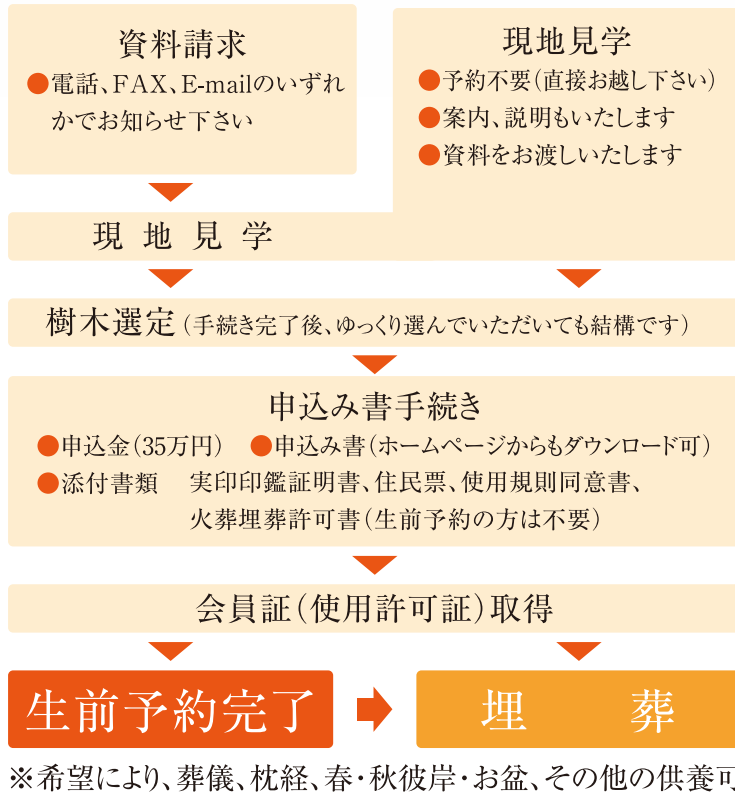 資料請求
●電話、FAX、E-mailのいずれ
かでお知らせ下さい
現地見学
●予約不要（直接お越し下さい）
●案内、説明もいたします
●資料をお渡しいたします
現地見学
樹木選定（手続き完了後、ゆっくり選んでいただいても結構です）
申込み書手続き
●申込金（35万円）　●申込み書（ホームページからもダウンロード可）
●添付書類　実印印鑑証明書、住民票、使用規則同意書、
火葬埋葬許可書（生前予約の方は不要）
会員証（使用許可証）取得
生前予約完了
埋葬
※希望により、葬儀、枕経、春・秋彼岸・お盆、その他の供養可